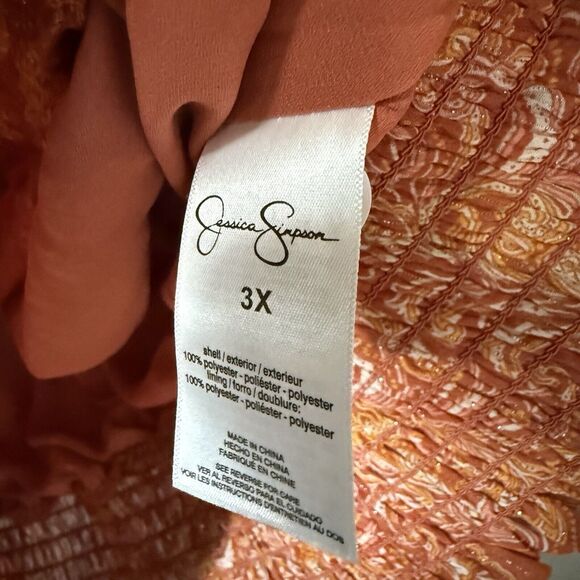 Jessica Simpson
3X
shell / exterior / exterieur
100% polyester - poliéster - polyester
lining / forro / doublure:
100% polyester - poliéster - polyester
MADE IN CHINA
HECHO EN CHINA
FABRIQUÉ EN CHINE
SEE REVERSE FOR CARE
VER AL REVERSO PARA EL CUIDADO
VOIR LES INSTRUCTIONS D'ENTRETIEN AU DOS